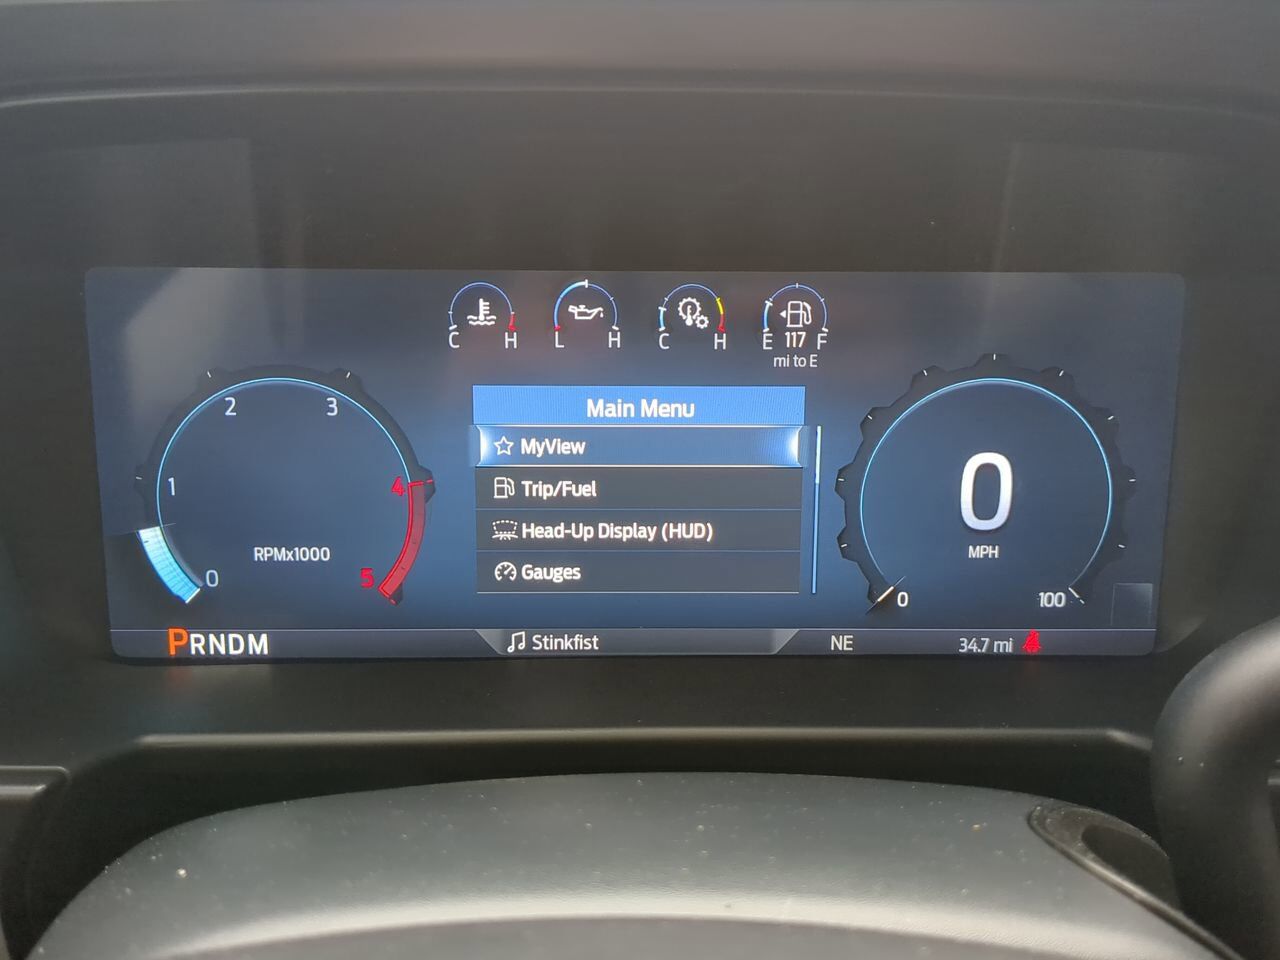 C H
L H
C H
E 117 F
mi to E
Main Menu
MyView
Trip/Fuel
Head-Up Display (HUD)
Gauges
0
1
2
3
4
5
RPMx1000
0
MPH
0
100
PRNDM
Stinkfist
NE
34.7 mi